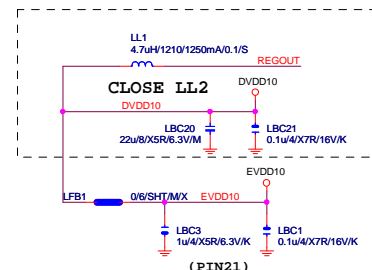 LL1
4.7uH/1210/1250mA/0.1/S
REGOUT
CLOSE LL2
DVDD10
DVDD10
LBC20
22u/8/X5R/6.3V/M
LBC21
0.1u/4/X7R/16V/K
EVDD10
LFB1
0/6/SHT/M/X
EVDD10
LBC3
1u/4/X5R/6.3V/K
LBC1
0.1u/4/X7R/16V/K
(PIN21)